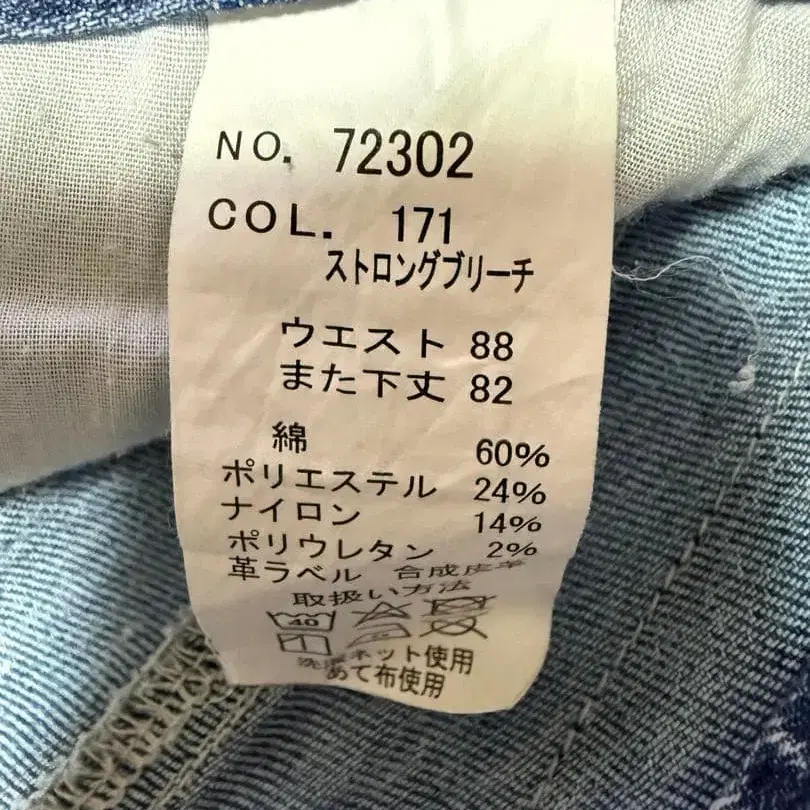 NO. 72302
COL. 171
ストロングブリーチ
ウエスト 88
また下丈 82
綿 60%
ポリエステル 24%
ナイロン 14%
ポリウレタン 2%
革ラベル 合成皮革
取扱い方法
40
洗濯ネット使用
あて布使用